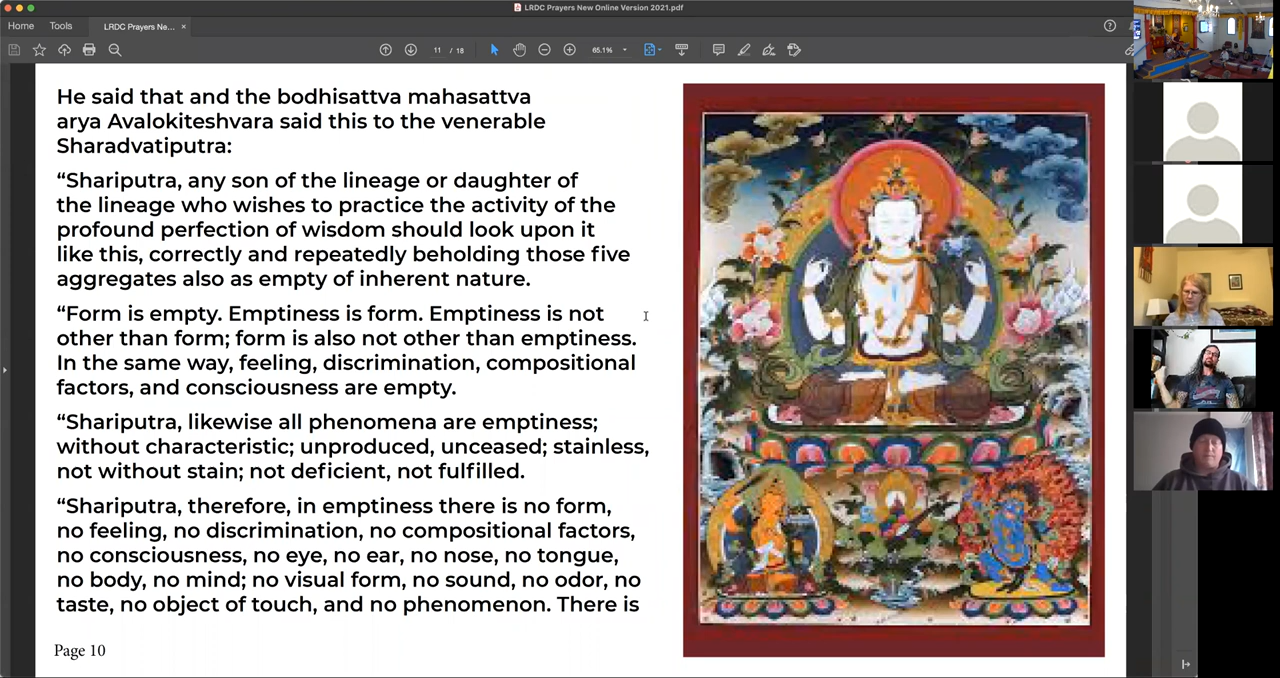 LRDC Prayers New Online Version 2021.pdf
Home
Tools
LRDC Prayers Ne...
11 / 18
65.1%
He said that and the bodhisattva mahasattva
arya Avalokiteshvara said this to the venerable
Sharadvatiputra:
“Shariputra, any son of the lineage or daughter of
the lineage who wishes to practice the activity of the
profound perfection of wisdom should look upon it
like this, correctly and repeatedly beholding those five
aggregates also as empty of inherent nature.
“Form is empty. Emptiness is form. Emptiness is not
other than form; form is also not other than emptiness.
In the same way, feeling, discrimination, compositional
factors, and consciousness are empty.
“Shariputra, likewise all phenomena are emptiness;
without characteristic; unproduced, unceased; stainless,
not without stain; not deficient, not fulfilled.
“Shariputra, therefore, in emptiness there is no form,
no feeling, no discrimination, no compositional factors,
no consciousness, no eye, no ear, no nose, no tongue,
no body, no mind; no visual form, no sound, no odor, no
taste, no object of touch, and no phenomenon. There is
Page 10